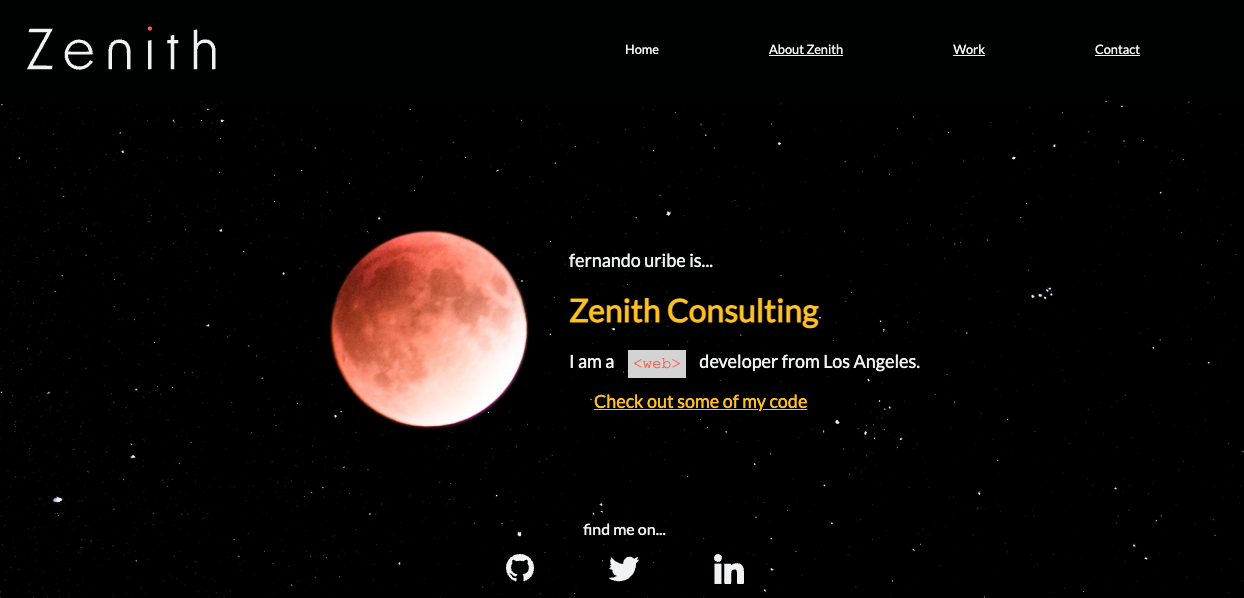 Zenith
Home About Zenith Work Contact
fernando uribe is...
Zenith Consulting
I am a <web> developer from Los Angeles.
Check out some of my code
find me on...
in